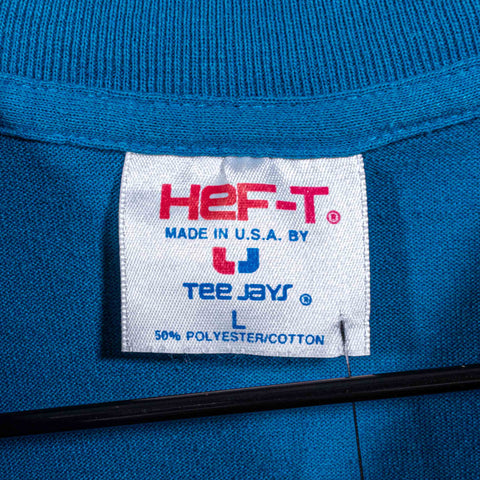 HEF-T®
MADE IN U.S.A. BY
TEE JAYS ®
L
50% POLYESTER/COTTON